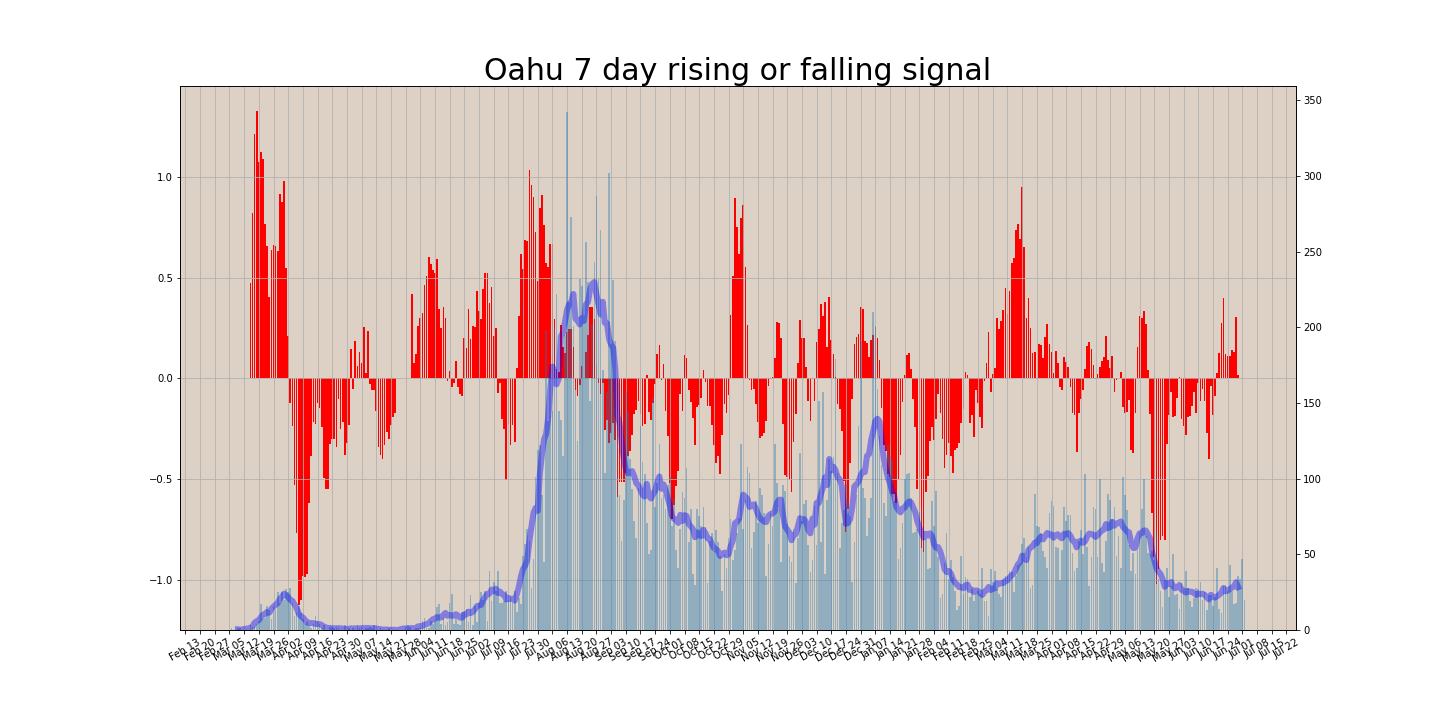 Oahu 7 day rising or falling signal
1.0
0.5
0.0
−0.5
−1.0
350
300
250
200
150
100
50
0
Feb 13
Feb 20
Feb 27
Mar 05
Mar 12
Mar 19
Mar 26
Apr 02
Apr 09
Apr 16
Apr 23
Apr 30
May 07
May 14
May 21
May 28
Jun 04
Jun 11
Jun 18
Jun 25
Jul 02
Jul 09
Jul 16
Jul 23
Jul 30
Aug 06
Aug 13
Aug 20
Aug 27
Sep 03
Sep 10
Sep 17
Sep 24
Oct 01
Oct 08
Oct 15
Oct 22
Oct 29
Nov 05
Nov 12
Nov 19
Nov 26
Dec 03
Dec 10
Dec 17
Dec 24
Dec 31
Jan 07
Jan 14
Jan 21
Jan 28
Feb 04
Feb 11
Feb 18
Feb 25
Mar 04
Mar 11
Mar 18
Mar 25
Apr 01
Apr 08
Apr 15
Apr 22
Apr 29
May 06
May 13
May 20
May 27
Jun 03
Jun 10
Jun 17
Jun 24
Jul 01
Jul 08
Jul 15
Jul 22